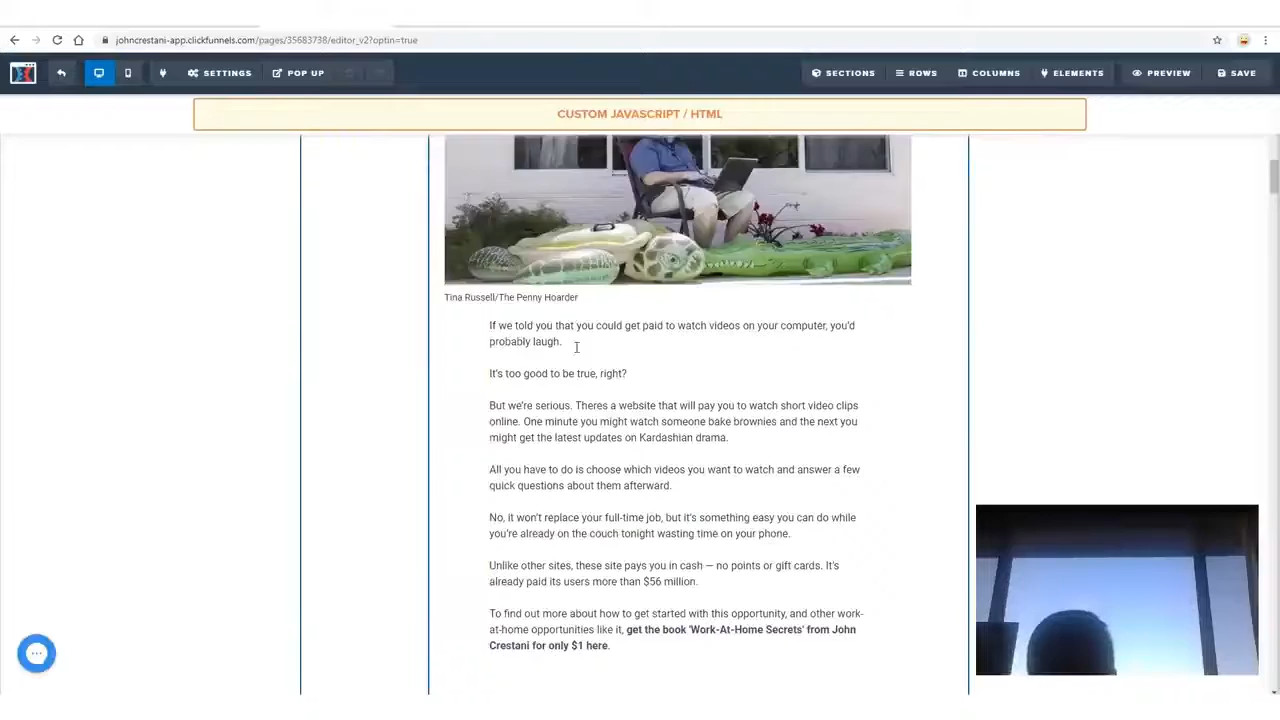 johncrestani-app.clickfunnels.com/pages/35683738/editor_v2?optin=true
SETTINGS
POP UP
SECTIONS
ROWS
COLUMNS
ELEMENTS
PREVIEW
SAVE
CUSTOM JAVASCRIPT / HTML
Tina Russell/The Penny Hoarder
If we told you that you could get paid to watch videos on your computer, you'd
probably laugh.
It's too good to be true, right?
But we're serious. Theres a website that will pay you to watch short video clips
online. One minute you might watch someone bake brownies and the next you
might get the latest updates on Kardashian drama.
All you have to do is choose which videos you want to watch and answer a few
quick questions about them afterward.
No, it won't replace your full-time job, but it's something easy you can do while
you're already on the couch tonight wasting time on your phone.
Unlike other sites, these site pays you in cash — no points or gift cards. It's
already paid its users more than $56 million.
To find out more about how to get started with this opportunity, and other work-
at-home opportunities like it, get the book 'Work-At-Home Secrets' from John
Crestani for only $1 here.